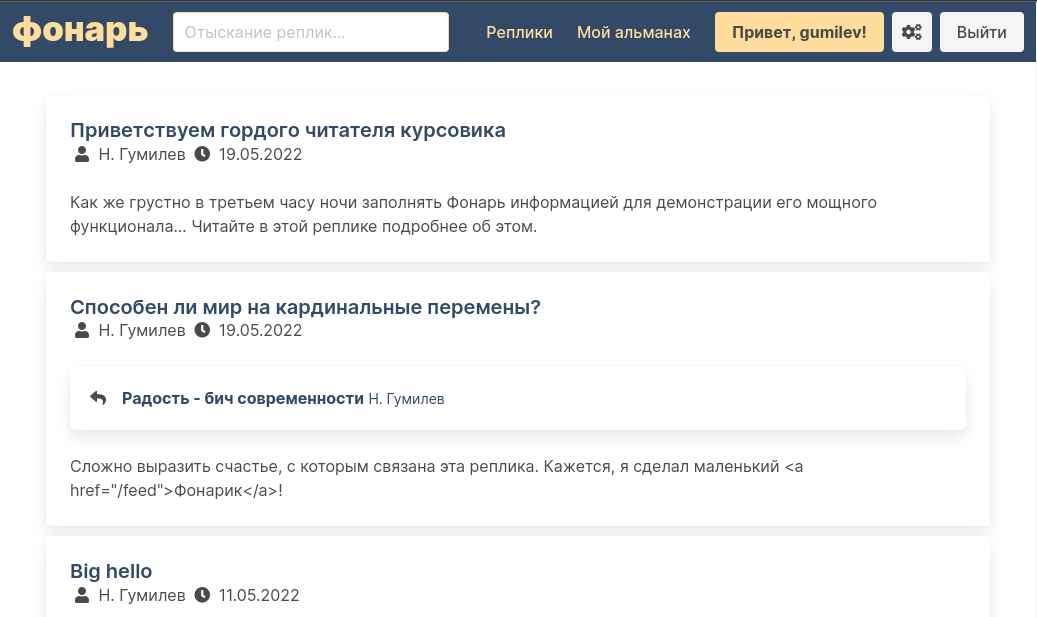 фонарь
Отыскание реплик...
Реплики
Мой альманах
Привет, gumilev!
Выйти
Приветствуем гордого читателя курсовика
Н. Гумилев 19.05.2022
Как же грустно в третьем часу ночи заполнять Фонарь информацией для демонстрации его мощного
функционала... Читайте в этой реплике подробнее об этом.
Способен ли мир на кардинальные перемены?
Н. Гумилев 19.05.2022
Радость - бич современности Н. Гумилев
Сложно выразить счастье, с которым связана эта реплика. Кажется, я сделал маленький <a
href="/feed">Фонарик</a>!
Big hello
Н. Гумилев 11.05.2022